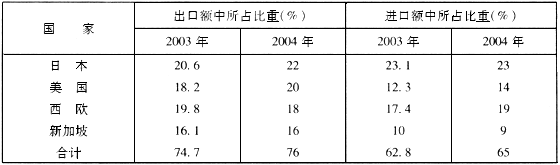 国 家 出口额中所占比重(%) 进口额中所占比重(%)
2003 年 2004 年 2003 年 2004 年
日 本 20. 6 22 23. 1 23
美 国 18. 2 20 12. 3 14
西 欧 19. 8 18 17. 4 19
新加坡 16. 1 16 10 9
合计 74. 7 76 62. 8 65